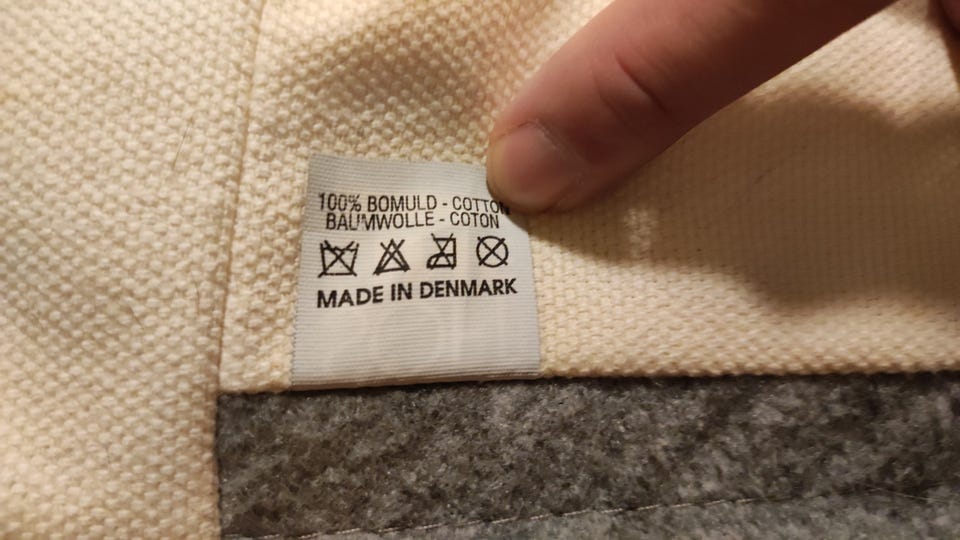 100% BOMULD - COTTON
BAUMWOLLE - COTON
MADE IN DENMARK